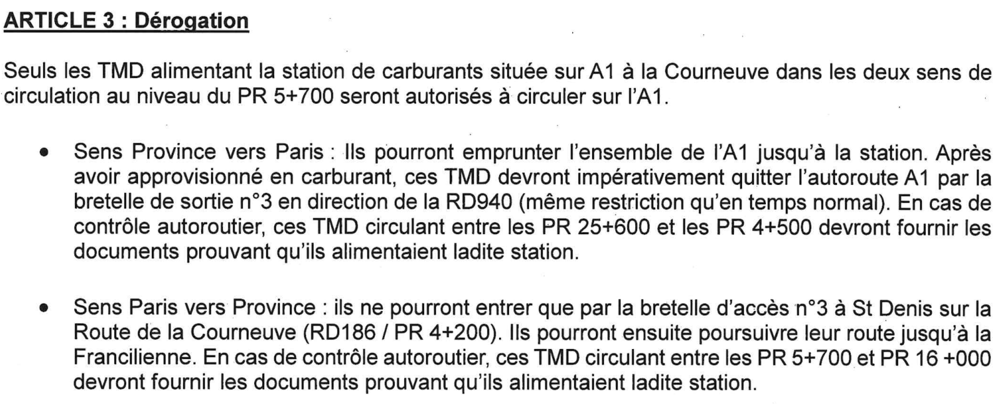 ARTICLE 3 : Dérogation
Seuls les TMD alimentant la station de carburants située sur A1 à la Courneuve dans les deux sens de
circulation au niveau du PR 5+700 seront autorisés à circuler sur l'A1.
• Sens Province vers Paris : Ils pourront emprunter l'ensemble de l'A1 jusqu'à la station. Après
avoir approvisionné en carburant, ces TMD devront impérativement quitter l'autoroute A1 par la
bretelle de sortie n°3 en direction de la RD940 (même restriction qu'en temps normal). En cas de
contrôle autoroutier, ces TMD circulant entre les PR 25+600 et les PR 4+500 devront fournir les
documents prouvant qu'ils alimentaient ladite station.
• Sens Paris vers Province : ils ne pourront entrer que par la bretelle d'accès n°3 à St Denis sur la
Route de la Courneuve (RD186 / PR 4+200). Ils pourront ensuite poursuivre leur route jusqu'à la
Francilienne. En cas de contrôle autoroutier, ces TMD circulant entre les PR 5+700 et PR 16 +000
devront fournir les documents prouvant qu'ils alimentaient ladite station.